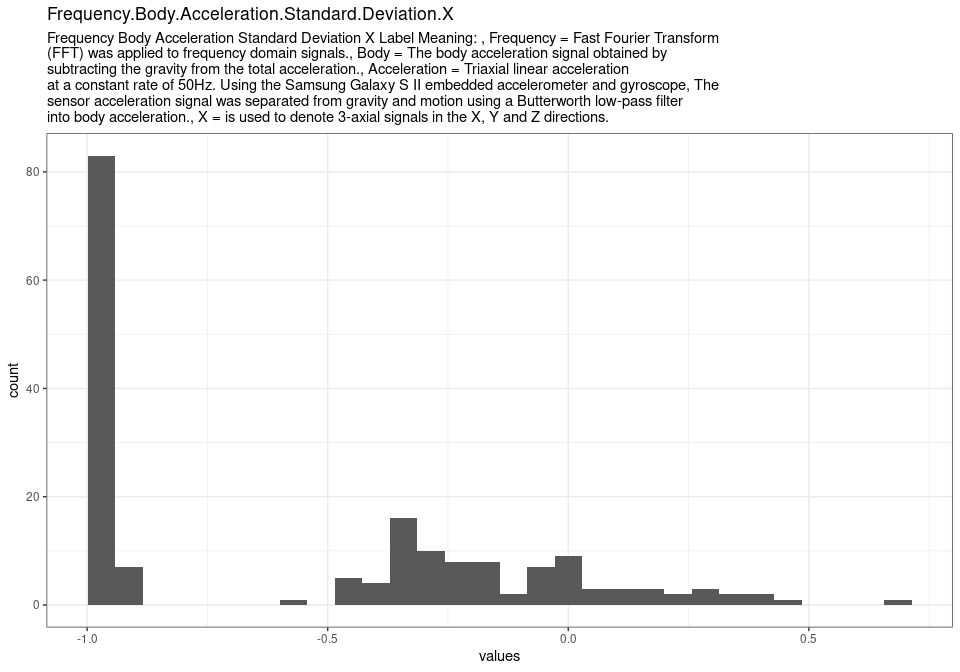 Frequency.Body.Acceleration.Standard.Deviation.X
Frequency Body Acceleration Standard Deviation X Label Meaning: , Frequency = Fast Fourier Transform
(FFT) was applied to frequency domain signals., Body = The body acceleration signal obtained by
subtracting the gravity from the total acceleration., Acceleration = Triaxial linear acceleration
at a constant rate of 50Hz. Using the Samsung Galaxy S II embedded accelerometer and gyroscope, The
sensor acceleration signal was separated from gravity and motion using a Butterworth low-pass filter
into body acceleration., X = is used to denote 3-axial signals in the X, Y and Z directions.
80
60
40
20
0
count
-1.0
-0.5
0.0
0.5
values